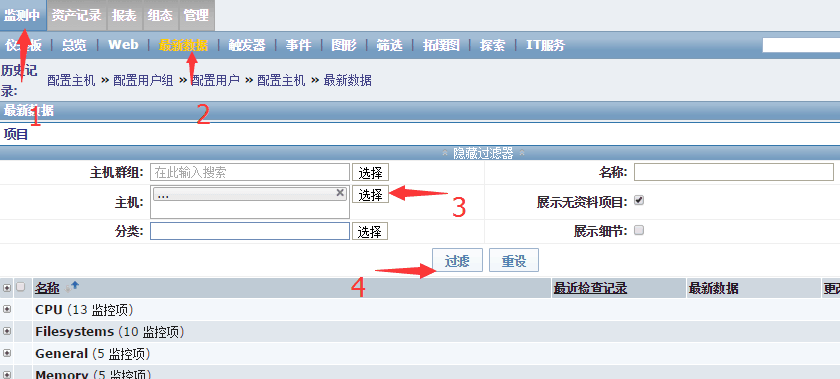 监测中 资产记录 报表 组态 管理
仪表板 | 总览 | Web | 最新数据 | 触发器 | 事件 | 图形 | 筛选 | 拓璞图 | 探索 | IT服务
历史记录: 配置主机 » 配置用户组 » 配置用户 » 配置主机 » 最新数据
1 2
最新数据
项目
隐藏过滤器
主机群组: 在此输入搜索 选择 名称:
主机: ... 选择 3 展示无资料项目:
分类: 选择 展示细节:
4 过滤 重设
名称 最近检查记录 最新数据
CPU (13 监控项)
Filesystems (10 监控项)
General (5 监控项)
Memory (5 监控项)